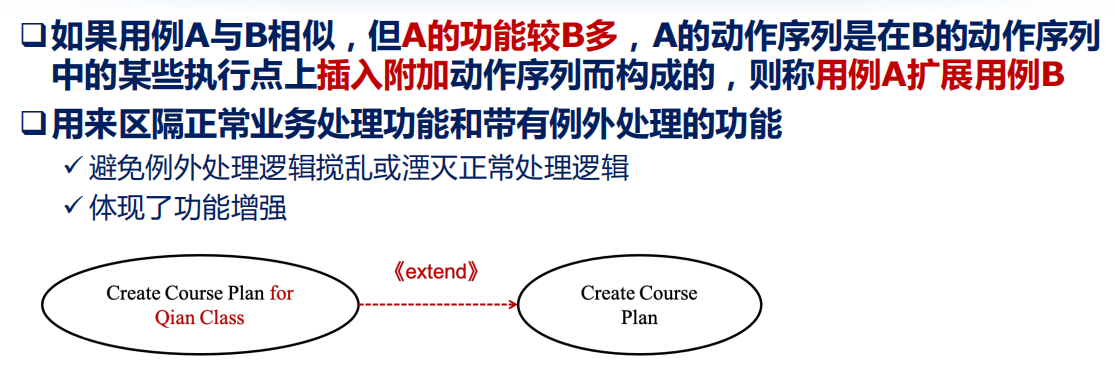 ❑如果用例A与B相似，但A的功能较B多，A的动作序列是在B的动作序列
中的某些执行点上插入附加动作序列而构成的，则称用例A扩展用例B
❑用来区隔正常业务处理功能和带有例外处理的功能
✓避免例外处理逻辑搅乱或湮灭正常处理逻辑
✓体现了功能增强
《extend》
Create Course Plan for
Qian Class
Create Course
Plan